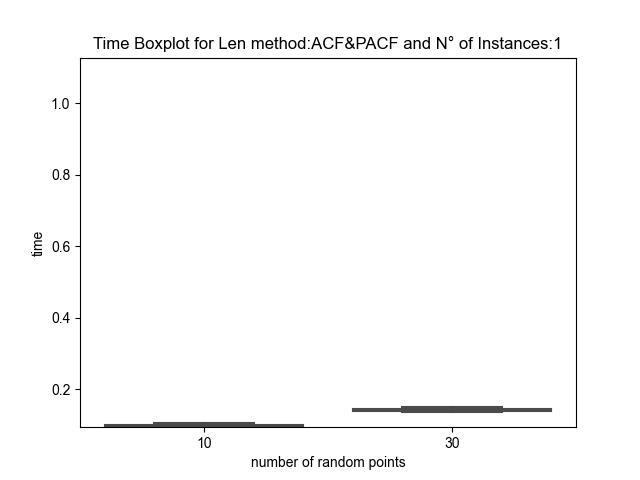 Time Boxplot for Len method:ACF&PACF and N° of Instances:1
1.0
0.8
0.6
0.4
0.2
time
10 30
number of random points